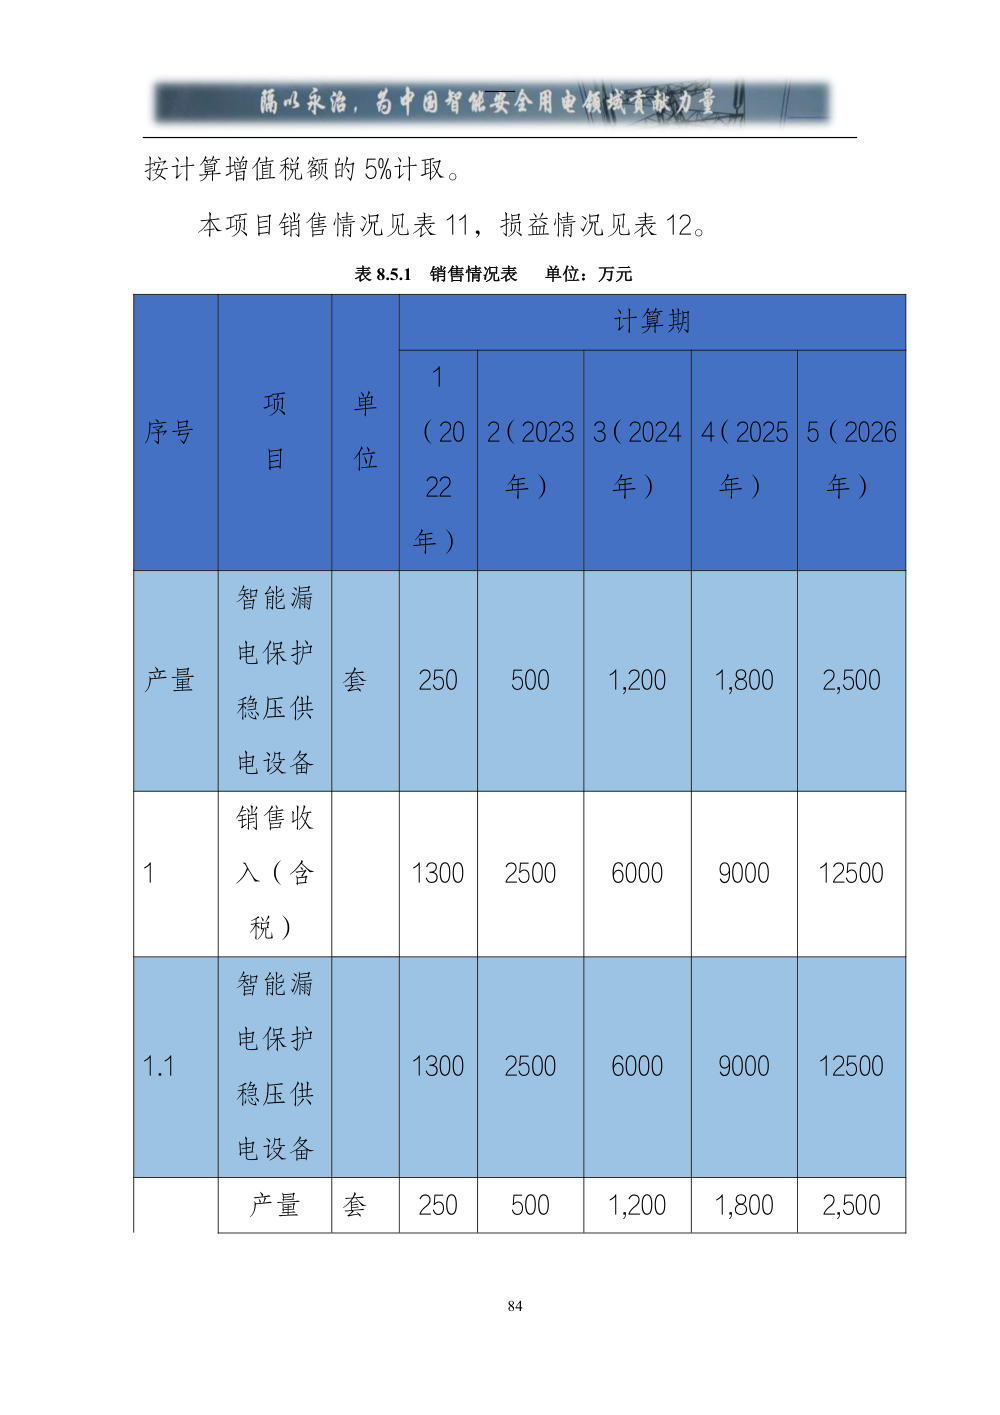 隔以永治，为中国智能安全用电领域贡献力量
按计算增值税额的 5%计取。
本项目销售情况见表 11，损益情况见表 12。
表 8.5.1 销售情况表 单位：万元
序号
项
目
单
位
计算期
1
（20
22
年）
2（2023
年）
3（2024
年）
4（2025
年）
5（2026
年）
产量
智能漏
电保护
稳压供
电设备
套
250
500
1,200
1,800
2,500
1
销售收
入（含
税）
1300
2500
6000
9000
12500
1.1
智能漏
电保护
稳压供
电设备
1300
2500
6000
9000
12500
产量
套
250
500
1,200
1,800
2,500
84